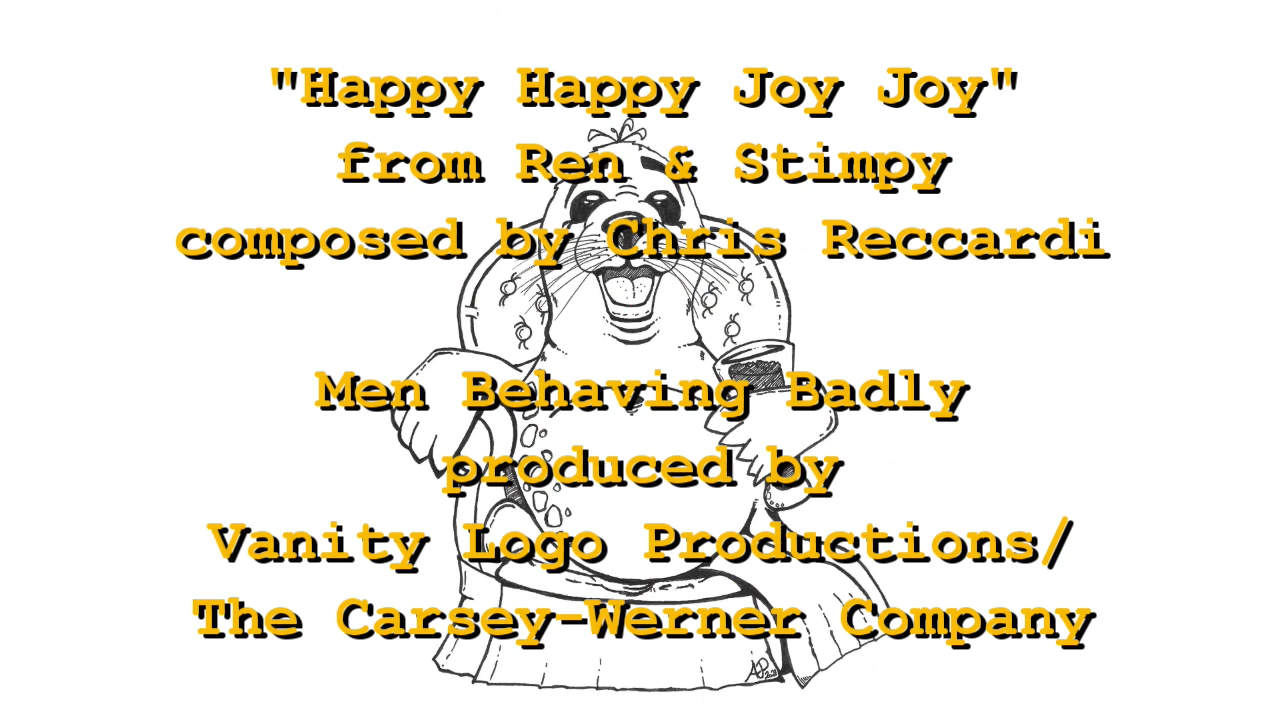 "Happy Happy Joy Joy"
from Ren & Stimpy
composed by Chris Reccardi
Men Behaving Badly
produced by
Vanity Logo Productions/
The Carsey-Werner Company